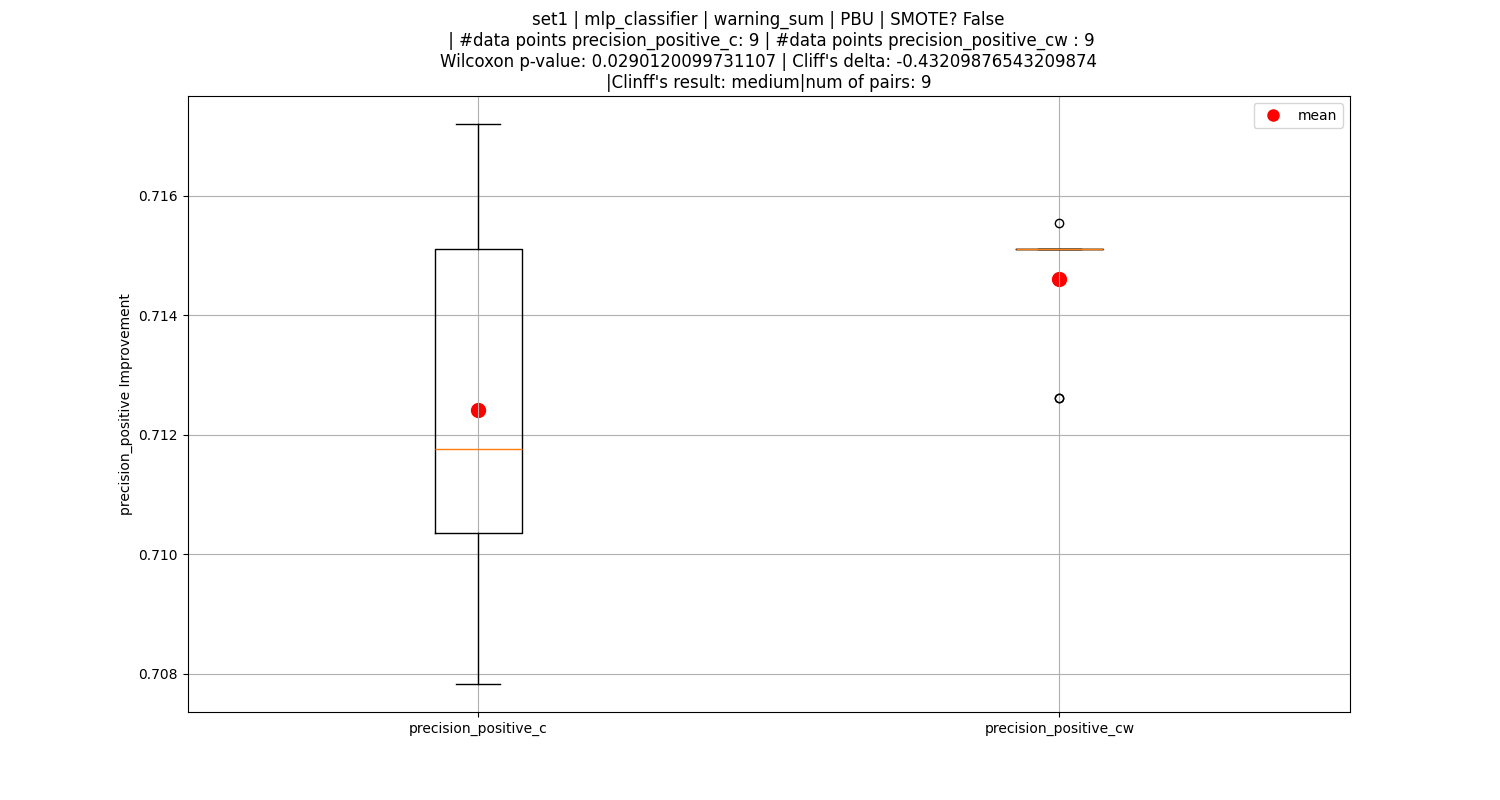 set1 | mlp_classifier | warning_sum | PBU | SMOTE? False
| #data points precision_positive_c: 9 | #data points precision_positive_cw : 9
Wilcoxon p-value: 0.0290120099731107 | Cliff's delta: -0.43209876543209874
|Clinff's result: medium|num of pairs: 9
mean
0.716
0.714
0.712
0.710
0.708
precision_positive Improvement
precision_positive_c
precision_positive_cw